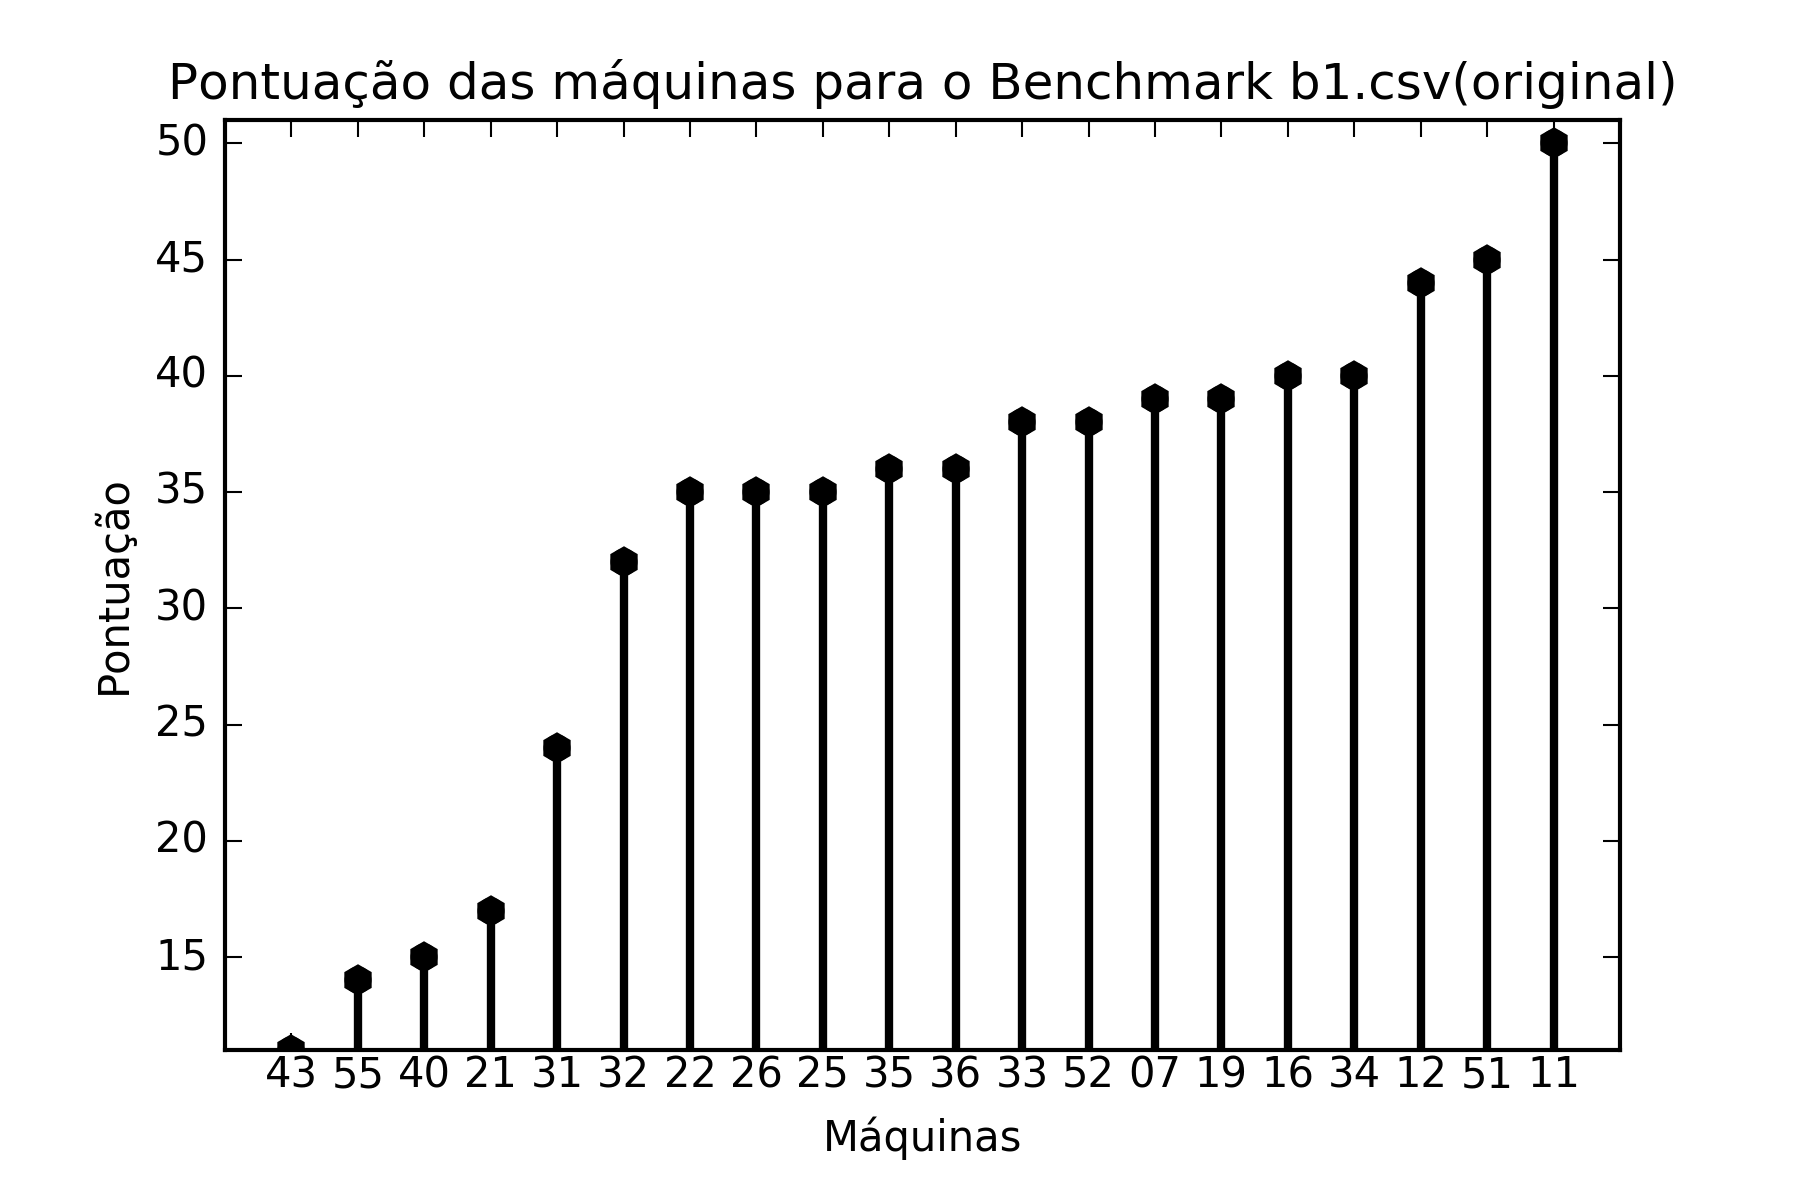 Pontuação das máquinas para o Benchmark b1.csv(original)
50
45
40
35
30
25
20
15
Pontuação
43 55 40 21 31 32 22 26 25 35 36 33 52 07 19 16 34 12 51 11
Máquinas